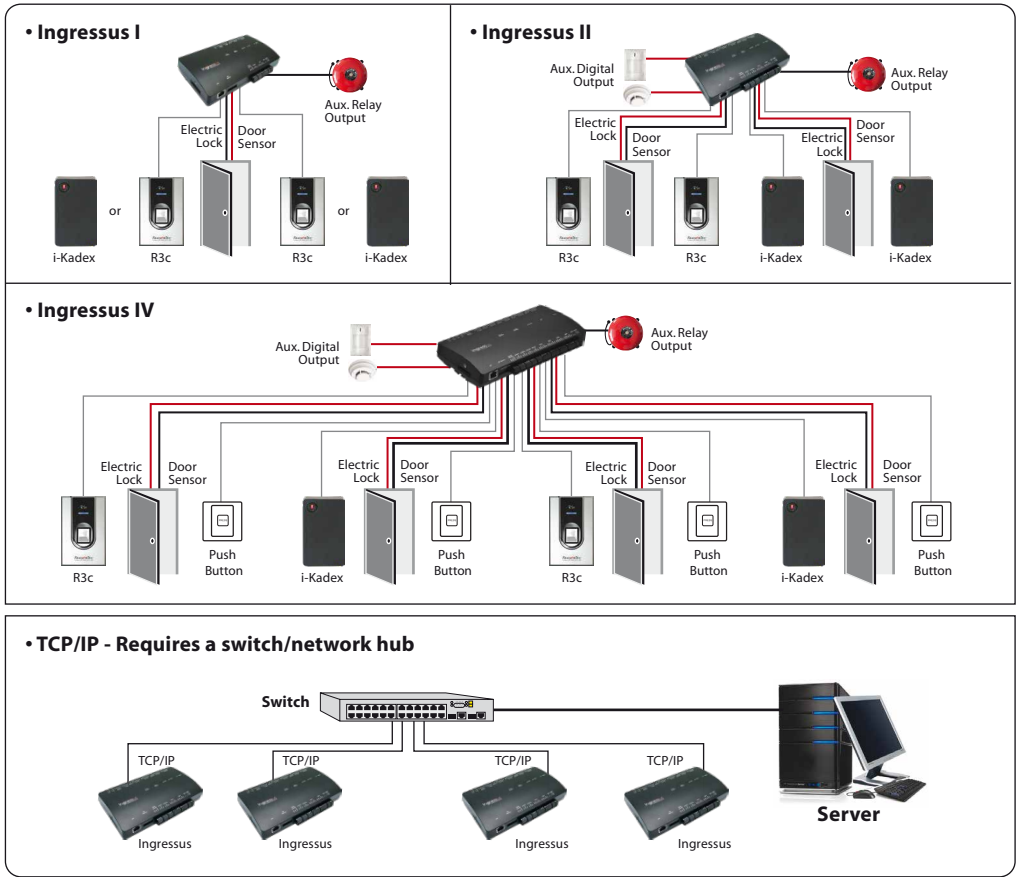 • Ingressus I
Aux. Relay
Output
Electric
Lock
Door
Sensor
or
or
i-Kadex
R3c
R3c
i-Kadex
• Ingressus II
Aux. Digital
Output
Aux. Relay
Output
Electric
Lock
Door
Sensor
Electric
Lock
Door
Sensor
R3c
R3c
i-Kadex
i-Kadex
• Ingressus IV
Aux. Digital
Output
Aux. Relay
Output
Electric
Lock
Door
Sensor
Electric
Lock
Door
Sensor
Electric
Lock
Door
Sensor
Electric
Lock
Door
Sensor
R3c
Push
Button
i-Kadex
Push
Button
R3c
Push
Button
i-Kadex
Push
Button
• TCP/IP - Requires a switch/network hub
Switch
TCP/IP
TCP/IP
TCP/IP
TCP/IP
Server
Ingressus
Ingressus
Ingressus
Ingressus